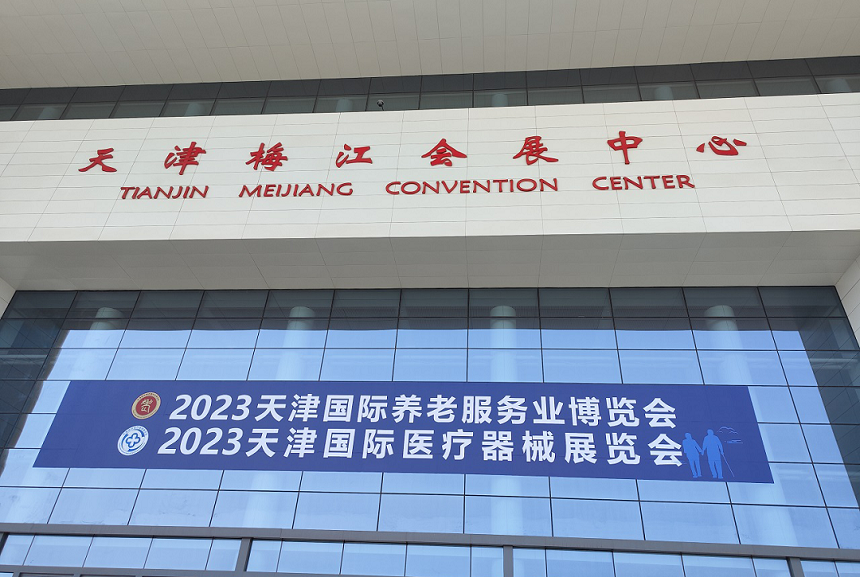 天津梅江会展中心
TIANJIN MEIJIANG CONVENTION CENTER
2023天津国际养老服务业博览会
2023天津国际医疗器械展览会